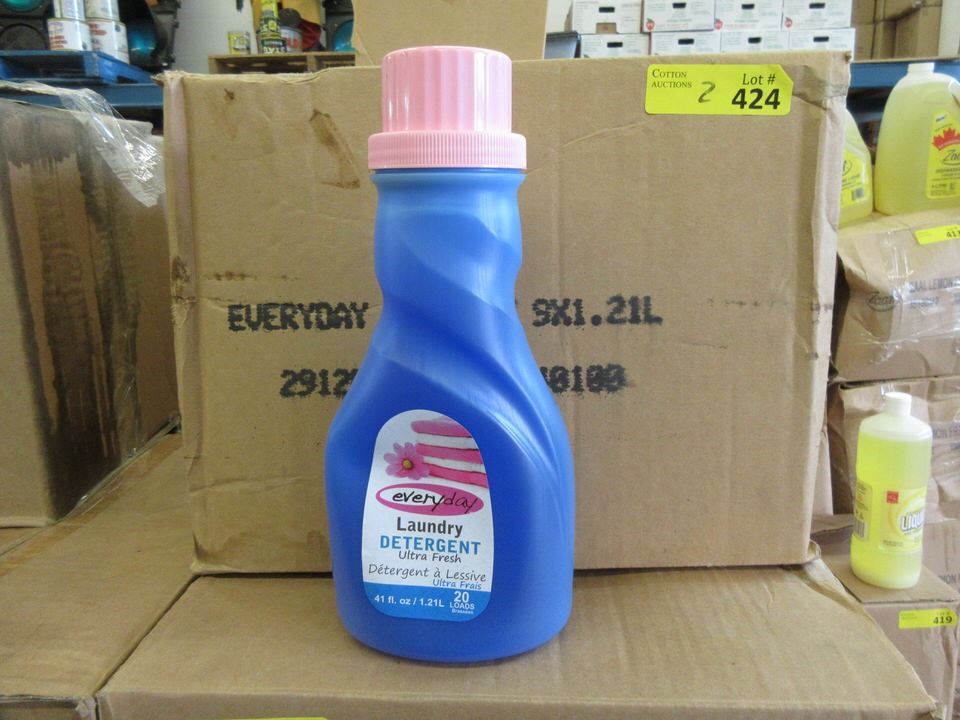 COTTON
AUCTIONS
2
Lot #
424
EVERYDAY
9X1.21L
everyday
Laundry
DETERGENT
Ultra Fresh
Détergent à Lessive
Ultra Frais
41 fl. oz / 1.21L
20
LOADS
Brassées
419